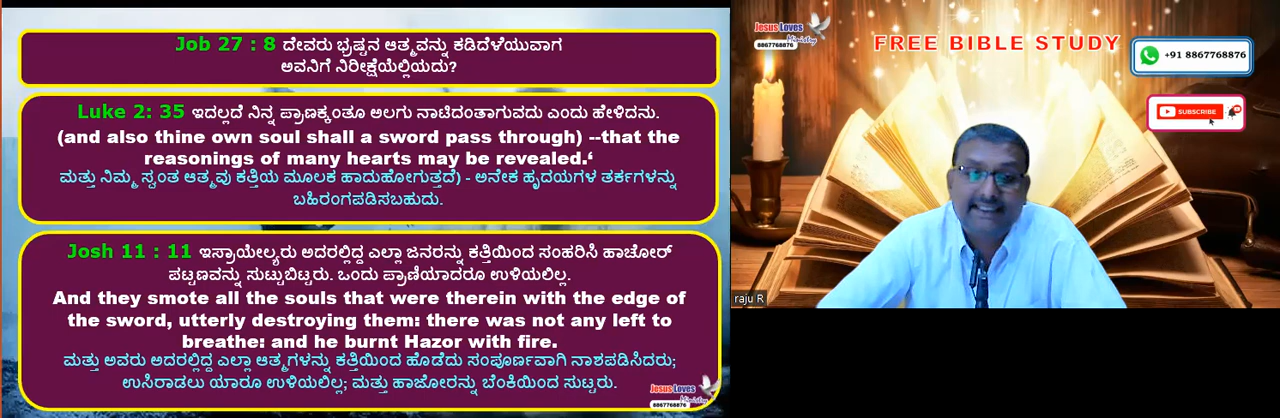 Job 27 : 8 ದೇವರು ಭ್ರಷ್ಟನ ಆತ್ಮವನ್ನು ಕಡಿದೆಳೆಯುವಾಗ
ಅವನಿಗೆ ನಿರೀಕ್ಷೆಯೆಲ್ಲಿಯದು?
Luke 2: 35 ಇದಲ್ಲದೆ ನಿನ್ನ ಪ್ರಾಣಕ್ಕಂತೂ ಅಲಗು ನಾಟಿದಂತಾಗುವದು ಎಂದು ಹೇಳಿದನು.
(and also thine own soul shall a sword pass through) --that the
reasonings of many hearts may be revealed.‘
ಮತ್ತು ನಿಮ್ಮ ಸ್ವಂತ ಆತ್ಮವು ಕತ್ತಿಯ ಮೂಲಕ ಹಾದುಹೋಗುತ್ತದೆ) - ಅನೇಕ ಹೃದಯಗಳ ತರ್ಕಗಳನ್ನು
ಬಹಿರಂಗಪಡಿಸಬಹುದು.
Josh 11 : 11 ಇಸ್ರಾಯೇಲ್ಯರು ಅದರಲ್ಲಿದ್ದ ಎಲ್ಲಾ ಜನರನ್ನು ಕತ್ತಿಯಿಂದ ಸಂಹರಿಸಿ ಹಾಚೋರ್
ಪಟ್ಟಣವನ್ನು ಸುಟ್ಟುಬಿಟ್ಟರು. ಒಂದು ಪ್ರಾಣಿಯಾದರೂ ಉಳಿಯಲಿಲ್ಲ.
And they smote all the souls that were therein with the edge of
the sword, utterly destroying them: there was not any left to
breathe: and he burnt Hazor with fire.
ಮತ್ತು ಅವರು ಅದರಲ್ಲಿದ್ದ ಎಲ್ಲಾ ಆತ್ಮಗಳನ್ನು ಕತ್ತಿಯಿಂದ ಹೊಡೆದು ಸಂಪೂರ್ಣವಾಗಿ ನಾಶಪಡಿಸಿದರು;
ಉಸಿರಾಡಲು ಯಾರೂ ಉಳಿಯಲಿಲ್ಲ; ಮತ್ತು ಹಾಚೋರನ್ನು ಬೆಂಕಿಯಿಂದ ಸುಟ್ಟರು.
Jesus Loves
Ministry
8867768876
Jesus Loves
Ministry
8867768876
FREE BIBLE STUDY
+91 8867768876
SUBSCRIBE
raju R